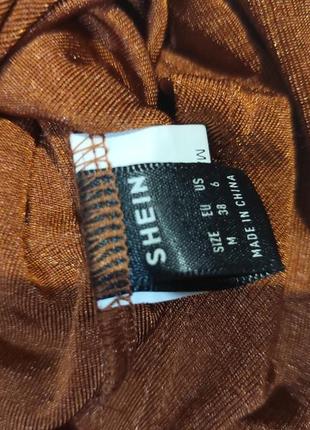 SHEIN
SIZE EU US
M 38 6
MADE IN CHINA